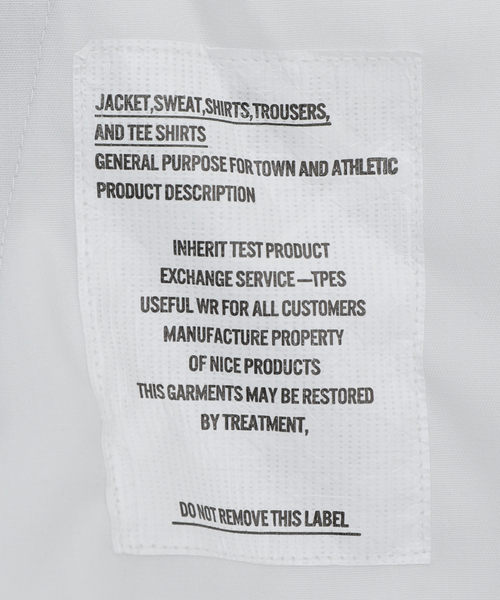 JACKET,SWEAT,SHIRTS,TROUSERS,
AND TEE SHIRTS
GENERAL PURPOSE FOR TOWN AND ATHLETIC
PRODUCT DESCRIPTION
INHERIT TEST PRODUCT
EXCHANGE SERVICE—TPES
USEFUL WR FOR ALL CUSTOMERS
MANUFACTURE PROPERTY
OF NICE PRODUCTS
THIS GARMENTS MAY BE RESTORED
BY TREATMENT,
DO NOT REMOVE THIS LABEL